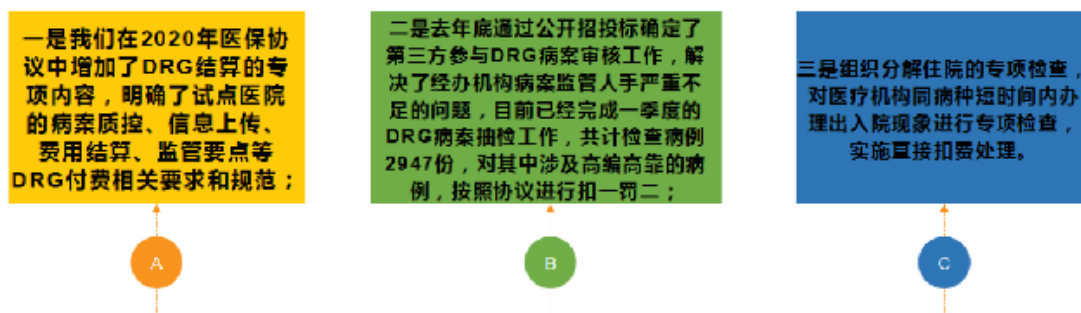 一是我们在2020年医保协
议中增加了DRG结算的专
项内容，明确了试点医院
的病案质控、信息上传、
费用结算、监管要点等
DRG付费相关要求和规范；
二是去年底通过公开招投标确定了
第三方参与DRG病案审核工作，解
决了经办机构病案监管人手严重不
足的问题，目前已经完成一季度的
DRG病案抽检工作，共计检查病例
2947份，对其中涉及高编高靠的病
例，按照协议进行扣一罚二；
三是组织分解住院的专项检查，
对医疗机构同病种短时间内办
理出入院现象进行专项检查，
实施直接扣费处理。
A
B
C